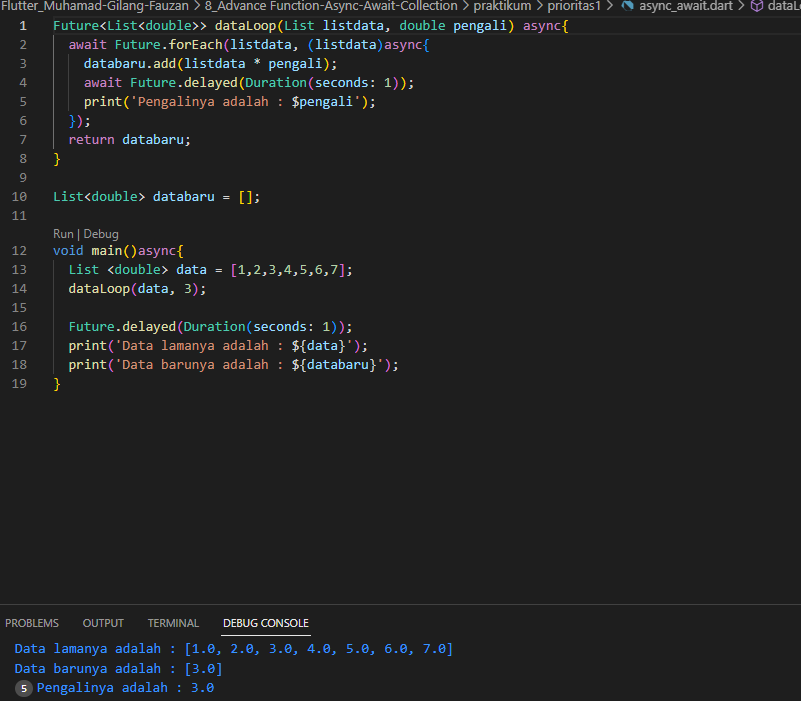 Flutter_Muhamad-Gilang-Fauzan > 8_Advance Function-Async-Await-Collection > praktikum > prioritas1 > async_await.dart > dataL
1 Future<List<double>> dataLoop(List listdata, double pengali) async{
2 await Future.forEach(listdata, (listdata)async{
3 databaru.add(listdata * pengali);
4 await Future.delayed(Duration(seconds: 1));
5 print('Pengalinya adalah : $pengali');
6 });
7 return databaru;
8 }
9
10 List<double> databaru = [];
11
Run | Debug
12 void main()async{
13 List <double> data = [1,2,3,4,5,6,7];
14 dataLoop(data, 3);
15
16 Future.delayed(Duration(seconds: 1));
17 print('Data lamanya adalah : ${data}');
18 print('Data barunya adalah : ${databaru}');
19 }
PROBLEMS OUTPUT TERMINAL DEBUG CONSOLE
Data lamanya adalah : [1.0, 2.0, 3.0, 4.0, 5.0, 6.0, 7.0]
Data barunya adalah : [3.0]
5 Pengalinya adalah : 3.0